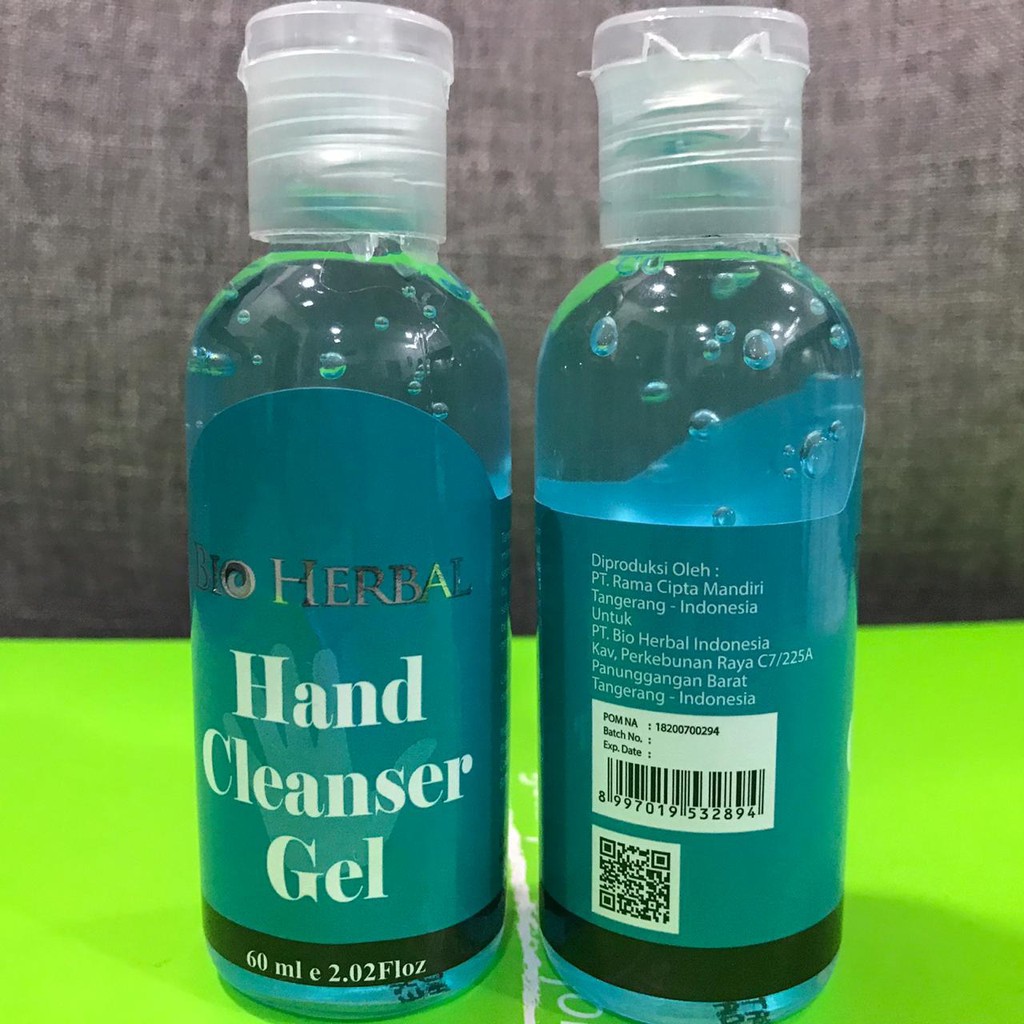 BIO HERBAL
Hand
Cleanser
Gel
60 ml e 2.02Floz
Diproduksi Oleh :
PT. Rama Cipta Mandiri
Tangerang - Indonesia
Untuk
PT. Bio Herbal Indonesia
Kav, Perkebunan Raya C7/225A
Panunggangan Barat
Tangerang - Indonesia
POM NA : 18200700294
Batch No. :
Exp. Date :
8 997019 532894